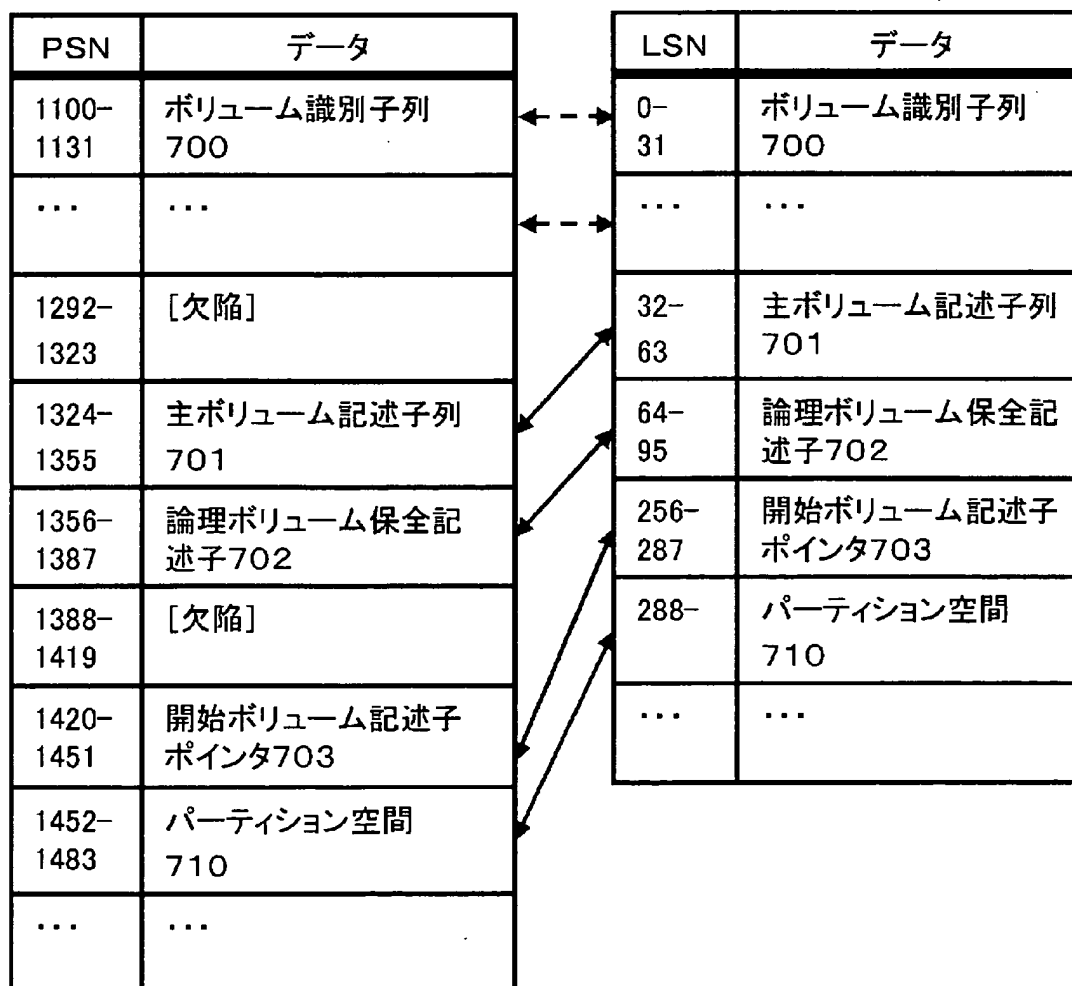 PSN データ
1100-
1131
ボリューム識別子列
700
... ...
1292-
1323
[欠陥]
1324-
1355
主ボリューム記述子列
701
1356-
1387
論理ボリューム保全記
述子702
1388-
1419
[欠陥]
1420-
1451
開始ボリューム記述子
ポインタ703
1452-
1483
パーティション空間
710
... ...
LSN データ
0-
31
ボリューム識別子列
700
... ...
32-
63
主ボリューム記述子列
701
64-
95
論理ボリューム保全記
述子702
256-
287
開始ボリューム記述子
ポインタ703
288-
パーティション空間
710
... ...